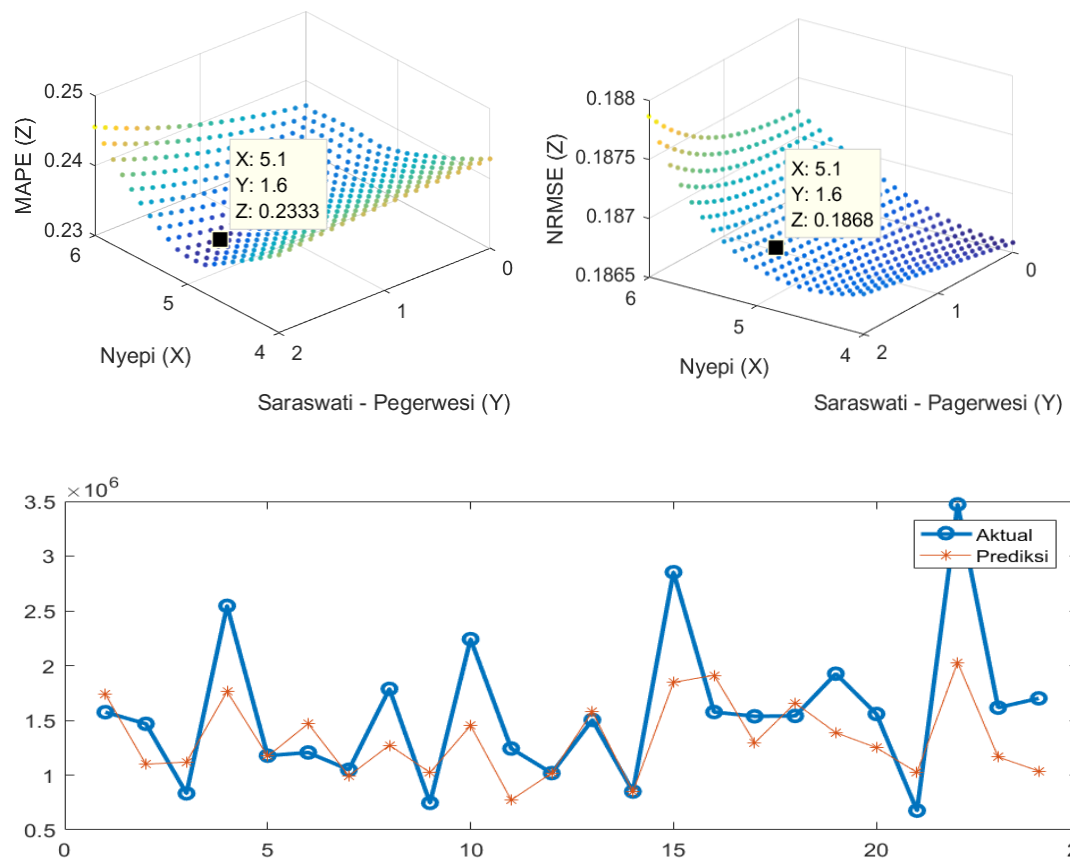 0.25
0.24
0.23
MAPE (Z)
X: 5.1
Y: 1.6
Z: 0.2333
6
5
4
2
1
0
Nyepi (X)
Saraswati - Pegerwesi (Y)
0.188
0.1875
0.187
0.1865
NRMSE (Z)
X: 5.1
Y: 1.6
Z: 0.1868
6
5
4
2
1
0
Nyepi (X)
Saraswati - Pagerwesi (Y)
×10^6
3.5
3
2.5
2
1.5
1
0.5
Aktual
Prediksi
0
5
10
15
20